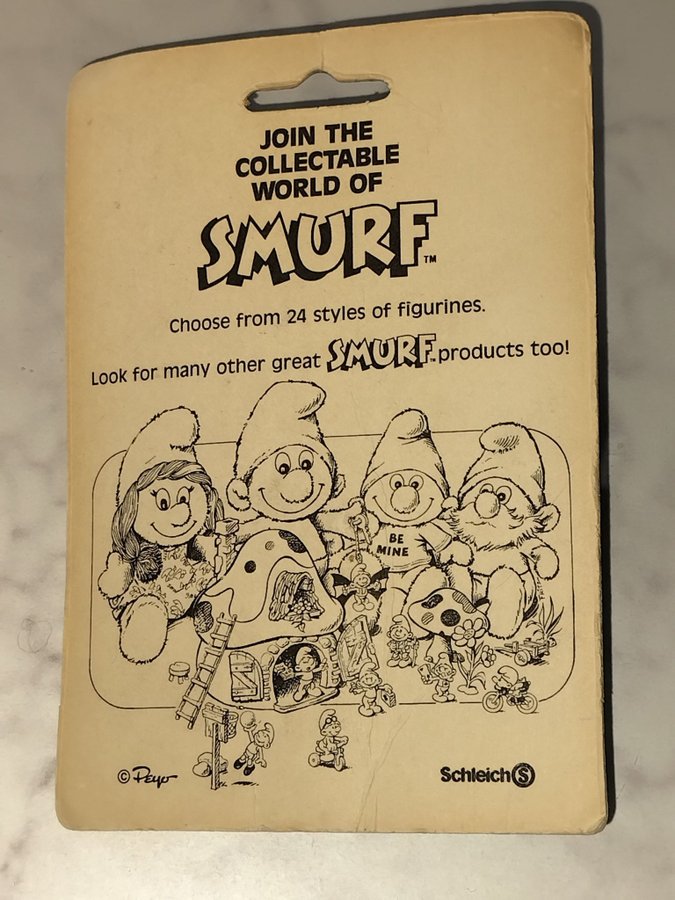 JOIN THE
COLLECTABLE
WORLD OF
SMURF™
Choose from 24 styles of figurines.
Look for many other great SMURF™ products too!
BE
MINE
© Peyo
Schleich S